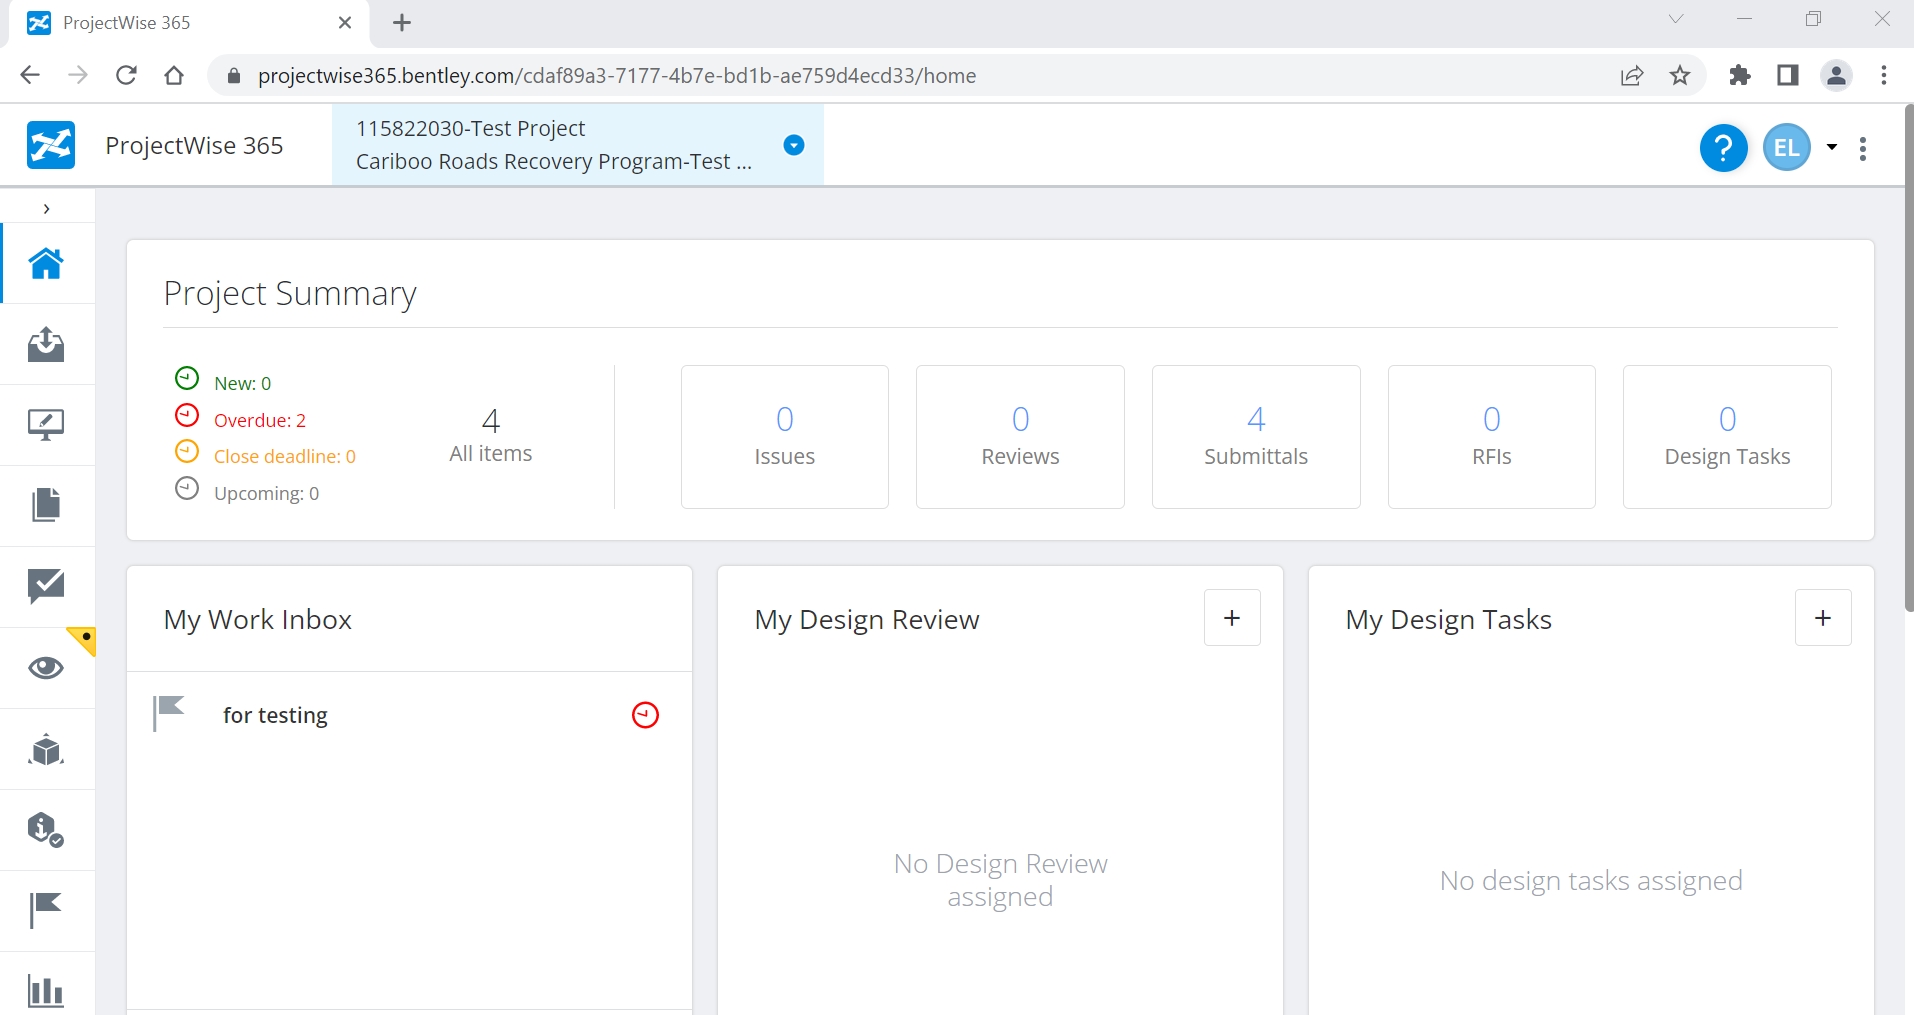 ProjectWise 365
projectwise365.bentley.com/cdaf89a3-7177-4b7e-bd1b-ae759d4ecd33/home
ProjectWise 365
115822030-Test Project
Cariboo Roads Recovery Program-Test ...
?
EL
Project Summary
New: 0
Overdue: 2
Close deadline: 0
Upcoming: 0
4
All items
0
Issues
0
Reviews
4
Submittals
0
RFIs
0
Design Tasks
My Work Inbox
for testing
My Design Review
+
No Design Review
assigned
My Design Tasks
+
No design tasks assigned